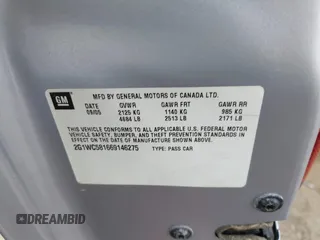 GM
MFD BY GENERAL MOTORS OF CANADA LTD.
DATE GVWR GAWR FRT GAWR RR
09/05 2125 KG 1140 KG 985 KG
4684 LB 2513 LB 2171 LB
THIS VEHICLE CONFORMS TO ALL APPLICABLE U.S. FEDERAL
MOTOR VEHICLE SAFETY, BUMPER, AND THEFT PREVENTION
STANDARDS IN EFFECT ON THE DATE OF MANUFACTURE SHOWN ABOVE.
2G1WC581669146275 TYPE: PASS CAR
DREAMBID